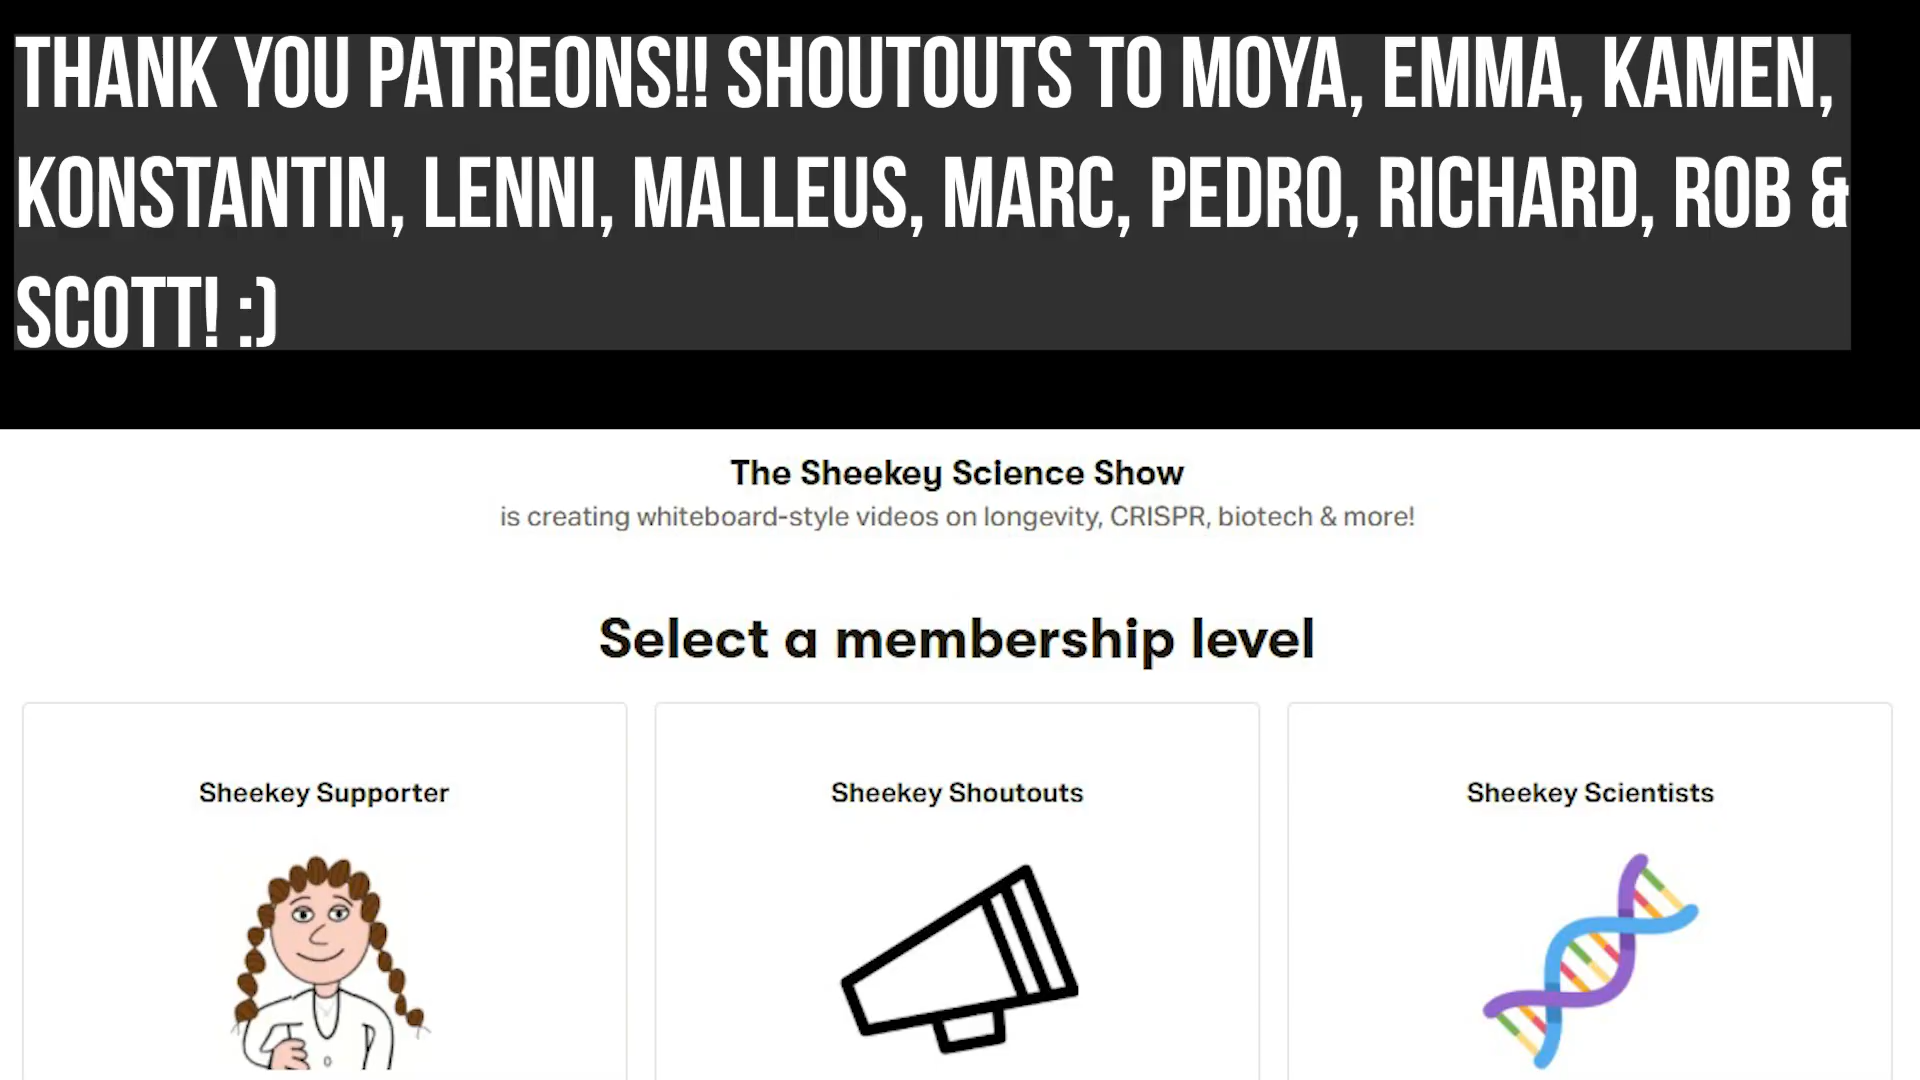 THANK YOU PATREONS!! SHOUTOUTS TO MOYA, EMMA, KAMEN,
KONSTANTIN, LENNI, MALLEUS, MARC, PEDRO, RICHARD, ROB &
SCOTT! :)
The Sheekey Science Show
is creating whiteboard-style videos on longevity, CRISPR, biotech & more!
Select a membership level
Sheekey Supporter
Sheekey Shoutouts
Sheekey Scientists